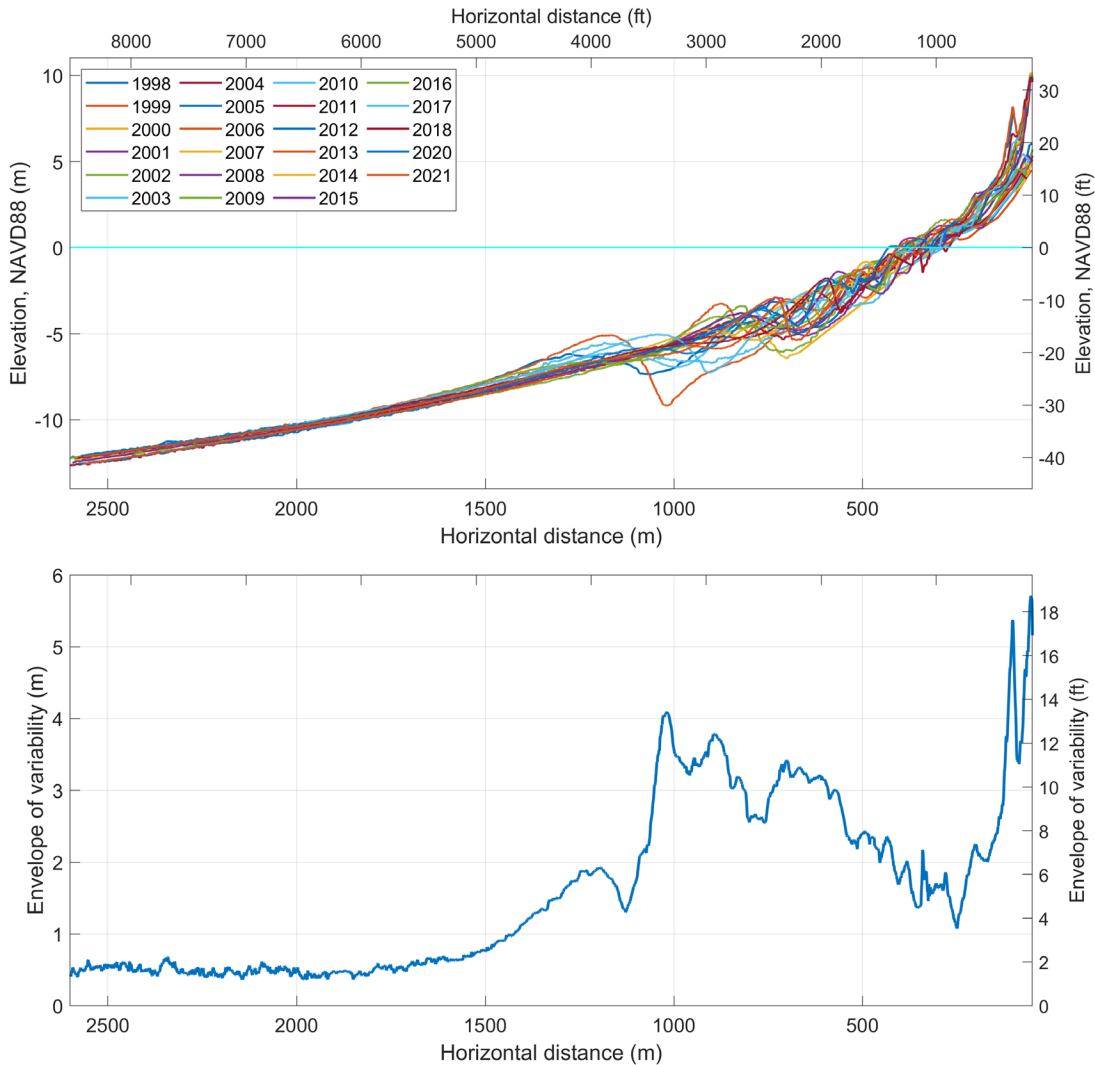 Horizontal distance (ft)
8000 7000 6000 5000 4000 3000 2000 1000
10 5 0 -5 -10
Elevation, NAVD88 (m)
1998 2004 2010 2016
1999 2005 2011 2017
2000 2006 2012 2018
2001 2007 2013 2020
2002 2008 2014 2021
2003 2009 2015
30 20 10 0 -10 -20 -30 -40
Elevation, NAVD88 (ft)
2500 2000 1500 1000 500
Horizontal distance (m)
6 5 4 3 2 1 0
Envelope of variability (m)
18 16 14 12 10 8 6 4 2 0
Envelope of variability (ft)
2500 2000 1500 1000 500
Horizontal distance (m)